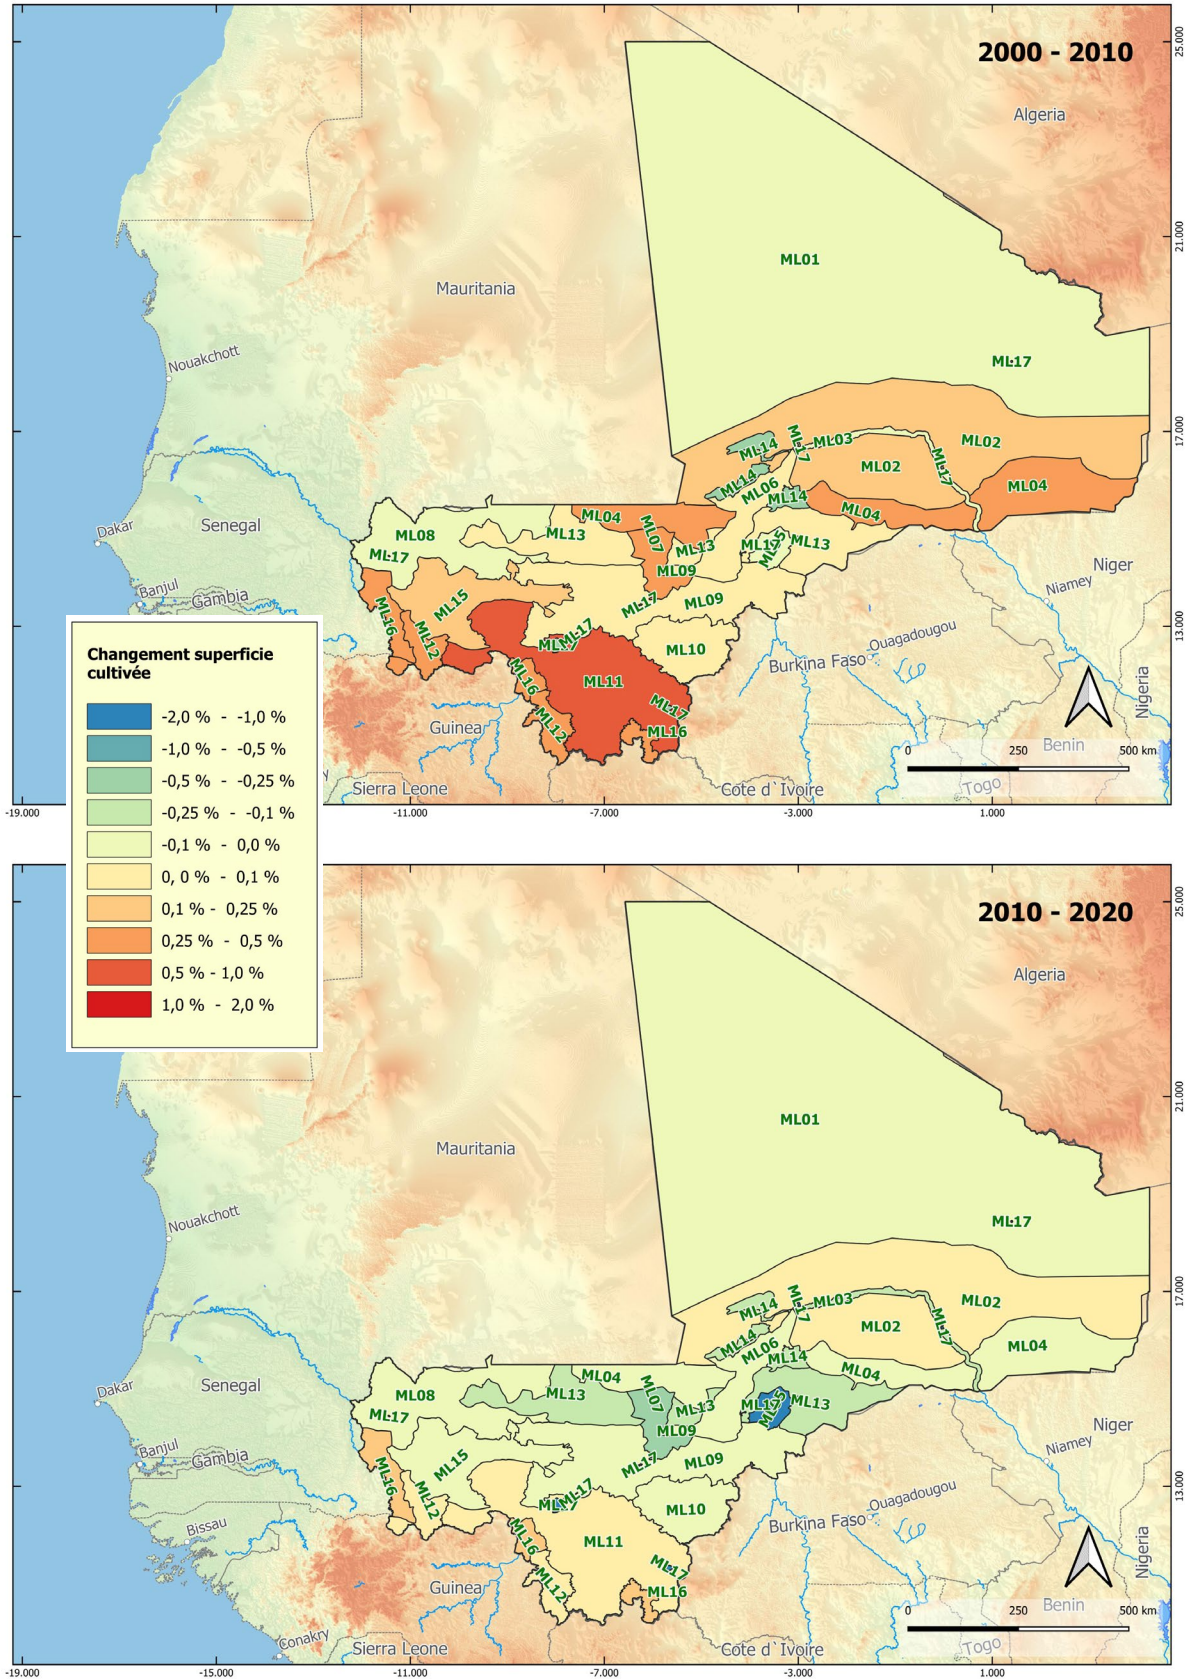 2000 - 2010
Algeria
25.000
ML01
21.000
Mauritania
Nouakchott
ML17
17.000
ML14
ML17
ML03
ML02
ML02
ML17
ML14
ML06
ML14
ML04
ML04
Dakar
Senegal
ML08
ML17
ML04
ML13
ML07
ML13
ML09
ML17
ML15
ML13
Niger
Niamey
Banjul
Gambia
ML15
ML16
ML12
ML17
ML09
13.000
Ouagadougou
ML17
ML17
ML10
Burkina Faso
ML16
ML11
ML12
ML17
ML16
Guinea
Nigeria
Benin
0 250 500 km
Togo
y
Sierra Leone
Cote d`Ivoire
-19.000 -11.000 -7.000 -3.000 1.000
Changement superficie
cultivée
-2,0 % - -1,0 %
-1,0 % - -0,5 %
-0,5 % - -0,25 %
-0,25 % - -0,1 %
-0,1 % - 0,0 %
0, 0 % - 0,1 %
0,1 % - 0,25 %
0,25 % - 0,5 %
0,5 % - 1,0 %
1,0 % - 2,0 %
2010 - 2020
Algeria
25.000
ML01
21.000
Mauritania
Nouakchott
ML17
17.000
ML14
ML17
ML03
ML02
ML02
ML17
ML14
ML06
ML14
ML04
ML04
Dakar
Senegal
ML08
ML17
ML04
ML13
ML07
ML13
ML09
ML17
ML15
ML13
Niger
Niamey
Banjul
Gambia
ML15
ML16
ML12
ML17
ML09
13.000
Ouagadougou
ML17
ML17
ML10
Bissau
Burkina Faso
ML16
ML11
ML12
ML17
ML16
Guinea
Nigeria
Benin
0 250 500 km
Togo
Conakry
Sierra Leone
Cote d`Ivoire
-19.000 -15.000 -11.000 -7.000 -3.000 1.000